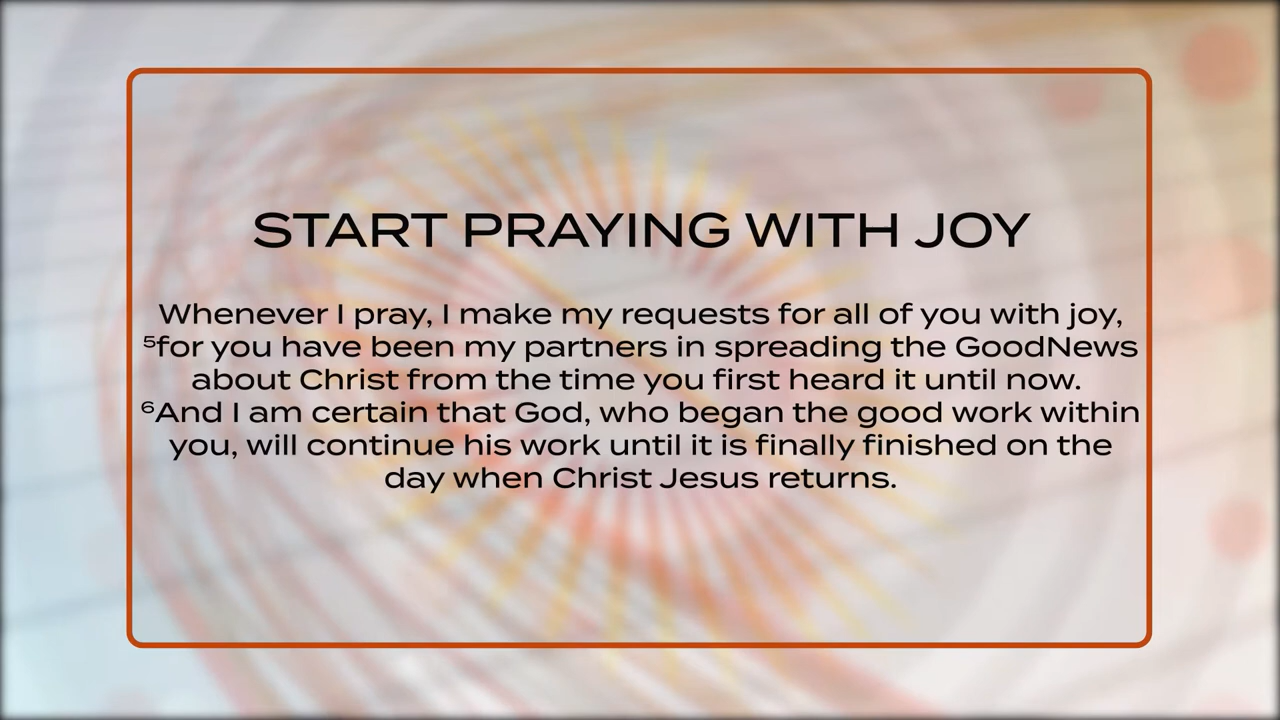 START PRAYING WITH JOY
Whenever I pray, I make my requests for all of you with joy,
⁵for you have been my partners in spreading the GoodNews
about Christ from the time you first heard it until now.
⁶And I am certain that God, who began the good work within
you, will continue his work until it is finally finished on the
day when Christ Jesus returns.